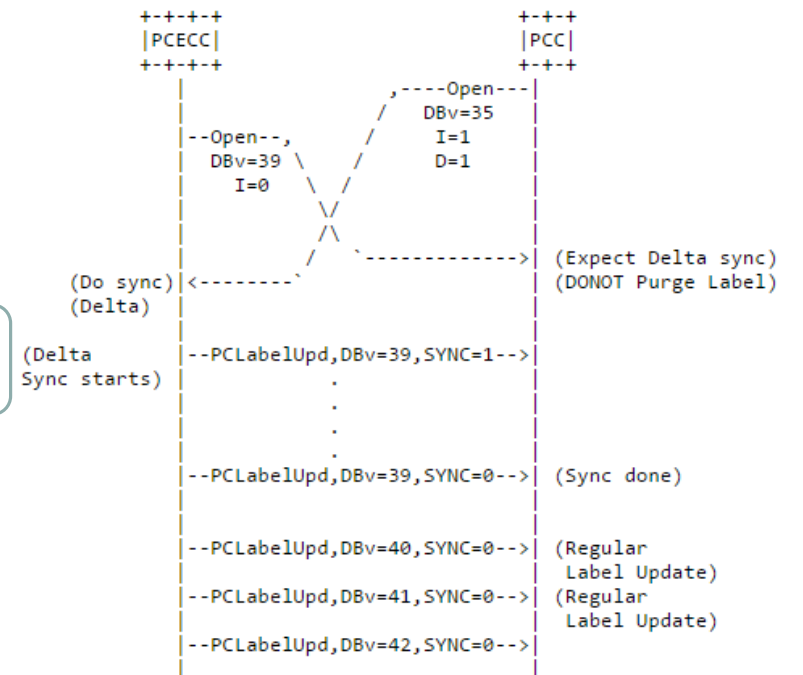 +-+-+-+ +-+-+
|PCECC| |PCC|
+-+-+-+ +-+-+
| ,----Open---|
| / DBv=35 |
|--Open--, / I=1 |
| DBv=39 \ / D=1 |
| I=0 \ / |
| \/ |
| /\ |
| / `------------->| (Expect Delta sync)
(Do sync)|<--------` | (DONOT Purge Label)
(Delta) | |
| |
(Delta |--PCLabelUpd,DBv=39,SYNC=1-->|
Sync starts) | . |
| . |
| . |
| . |
|--PCLabelUpd,DBv=39,SYNC=0-->| (Sync done)
| |
| |
|--PCLabelUpd,DBv=40,SYNC=0-->| (Regular
| | Label Update)
|--PCLabelUpd,DBv=41,SYNC=0-->| (Regular
| | Label Update)
|--PCLabelUpd,DBv=42,SYNC=0-->|
| |